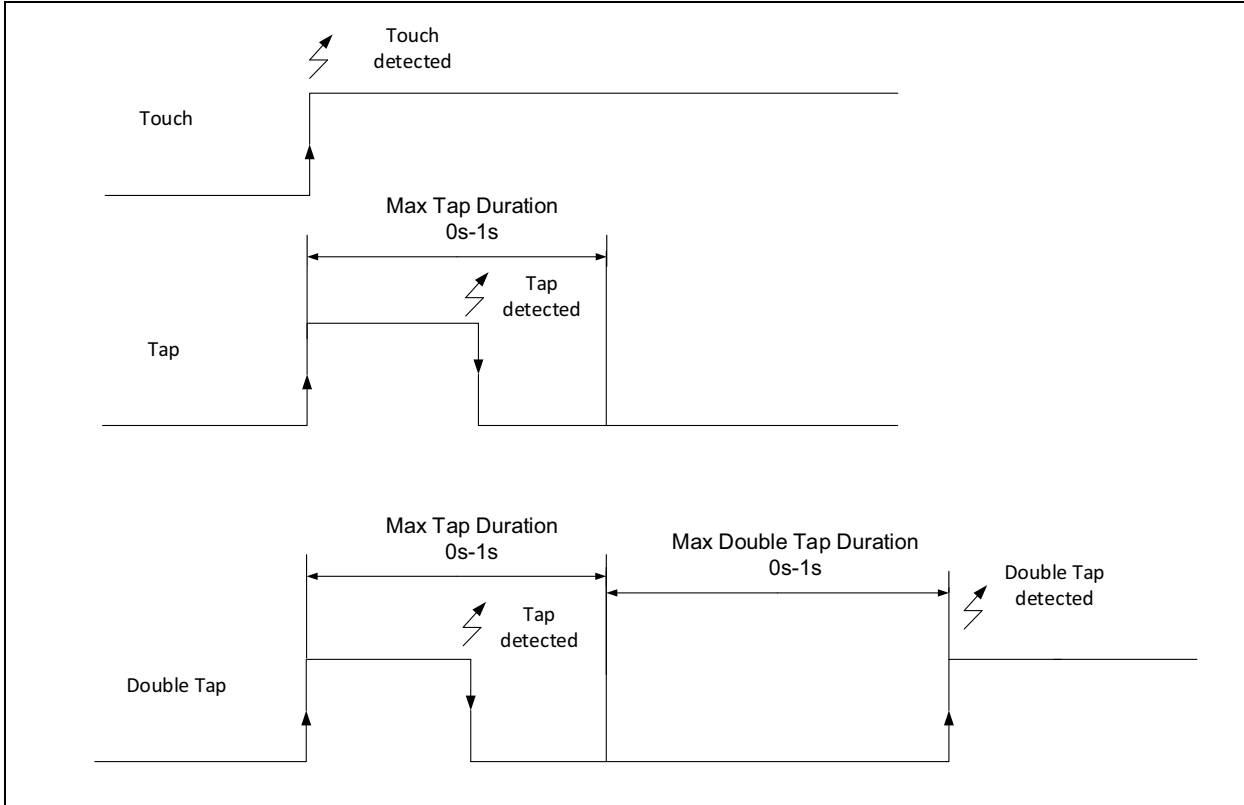 Touch
detected
Touch
Max Tap Duration
0s-1s
Tap
detected
Tap
Max Tap Duration
0s-1s
Max Double Tap Duration
0s-1s
Tap
detected
Double Tap
detected
Double Tap